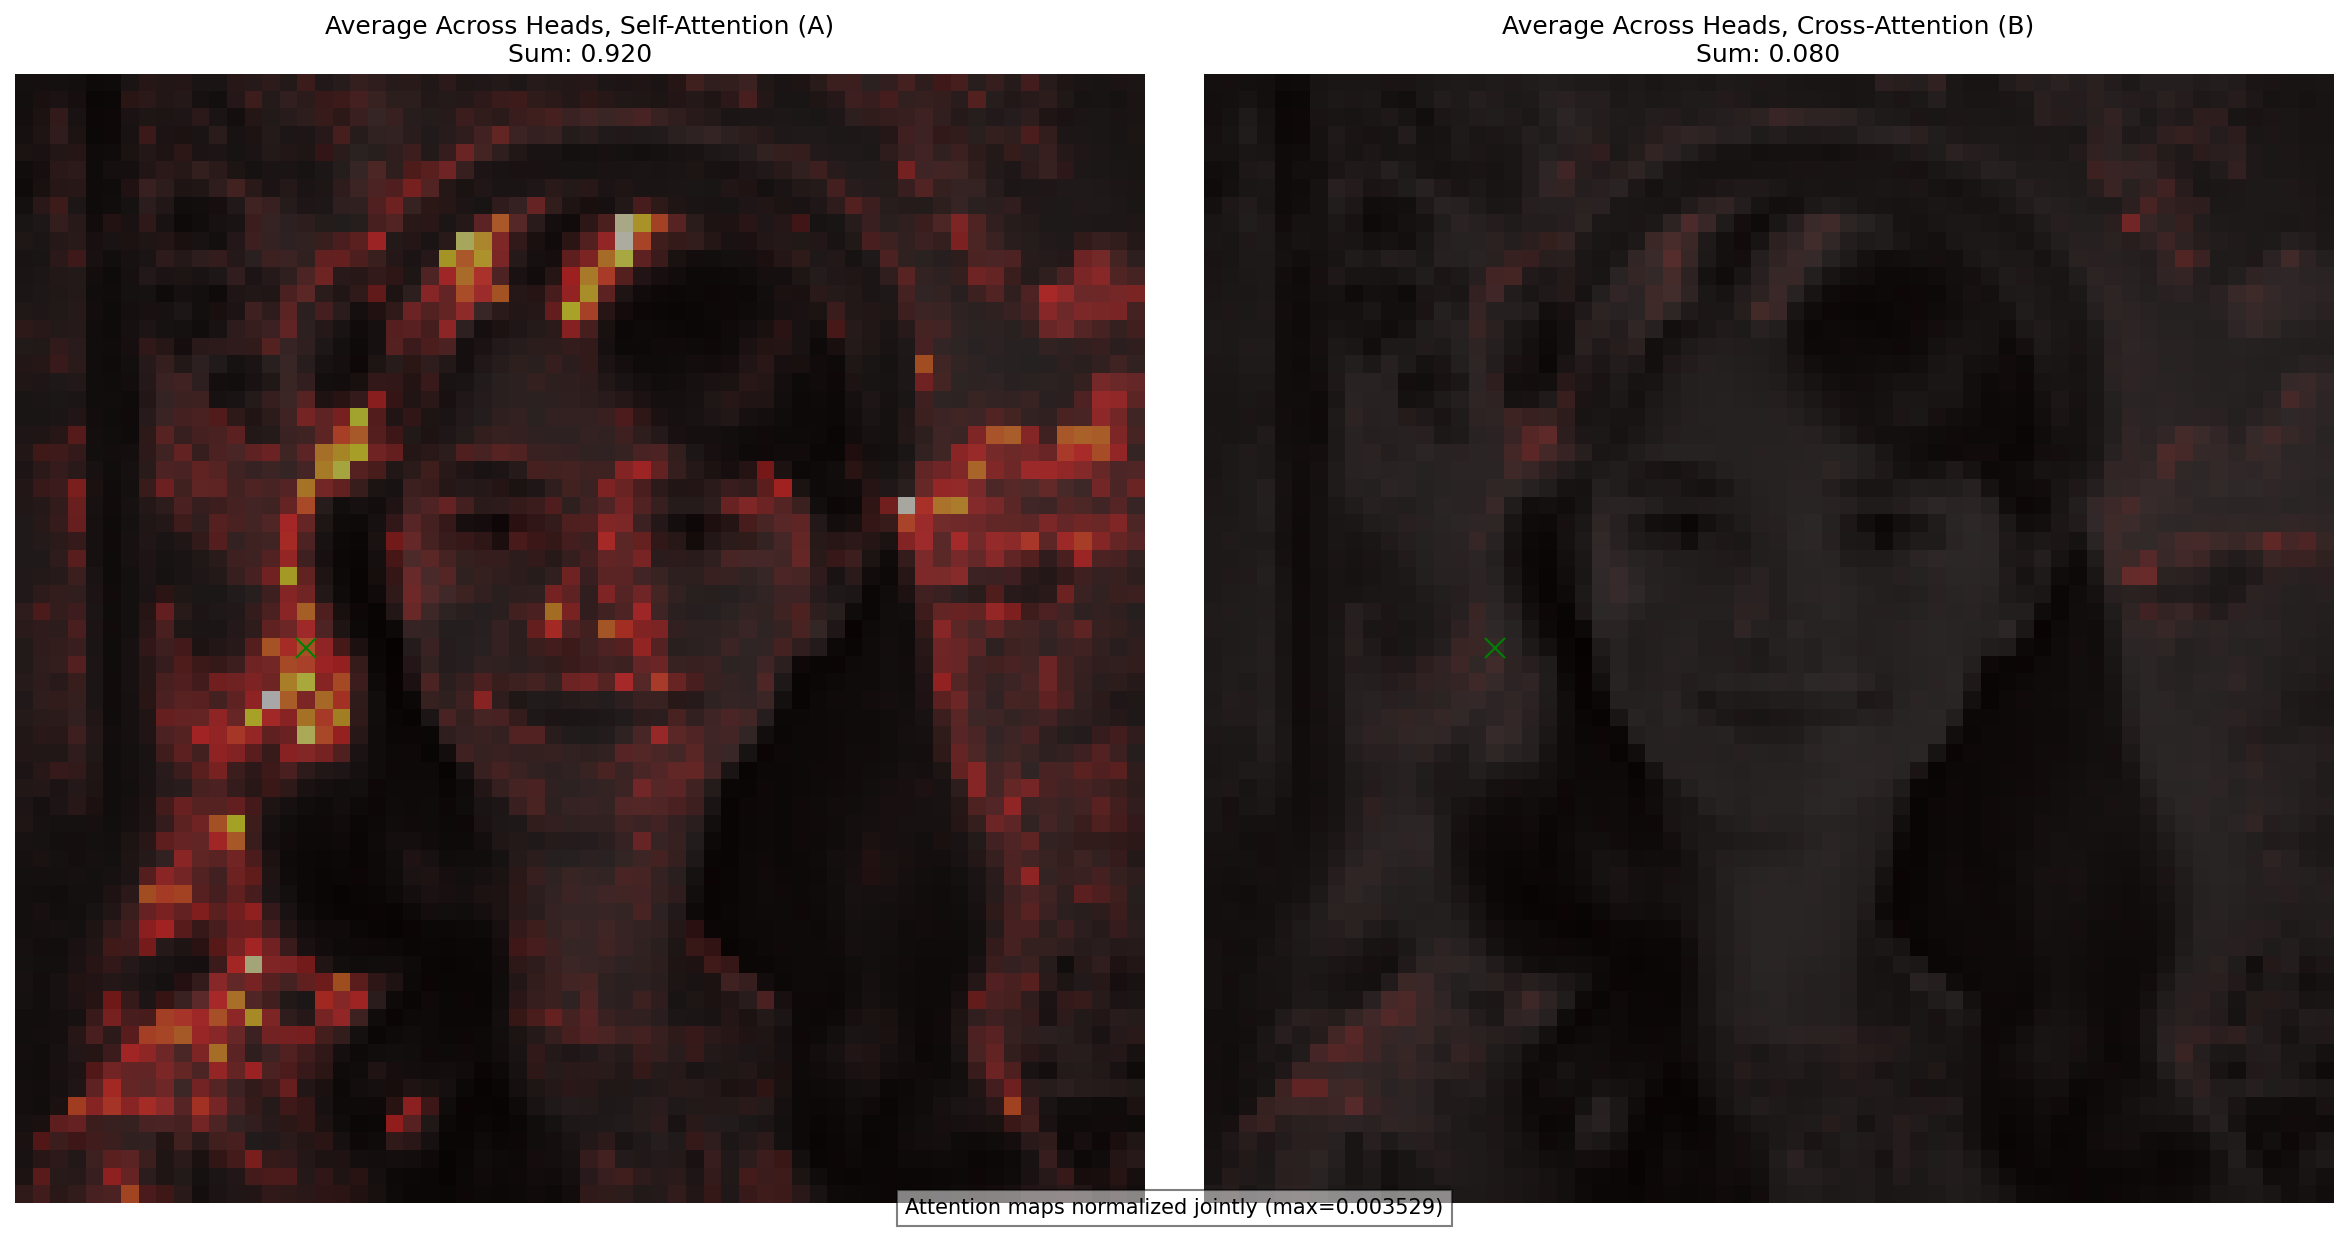 Average Across Heads, Self-Attention (A)
Sum: 0.920
Average Across Heads, Cross-Attention (B)
Sum: 0.080
Attention maps normalized jointly (max=0.003529)